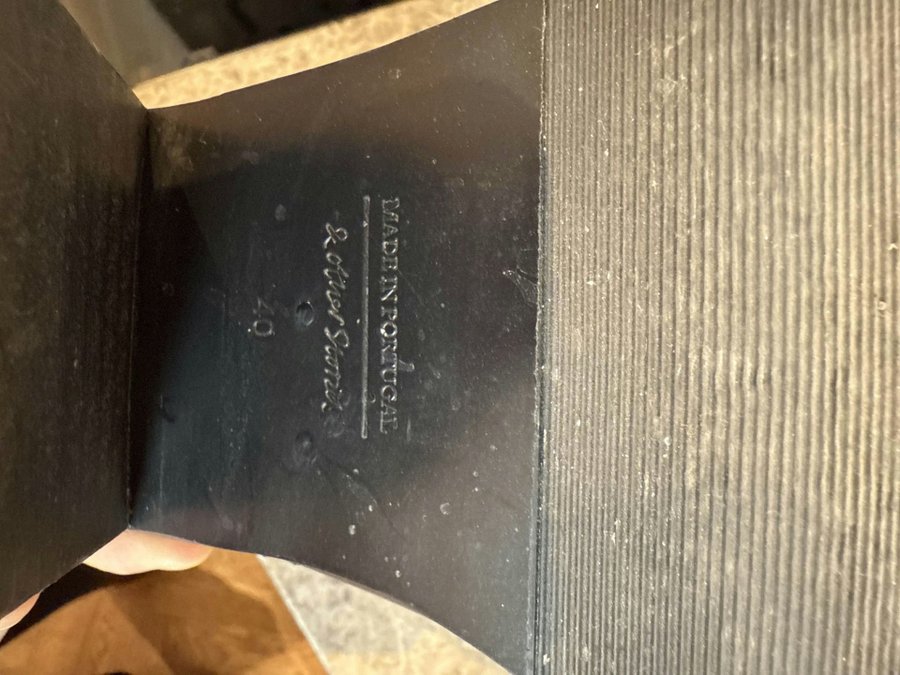 MADE IN PORTUGAL
& other Stories
40